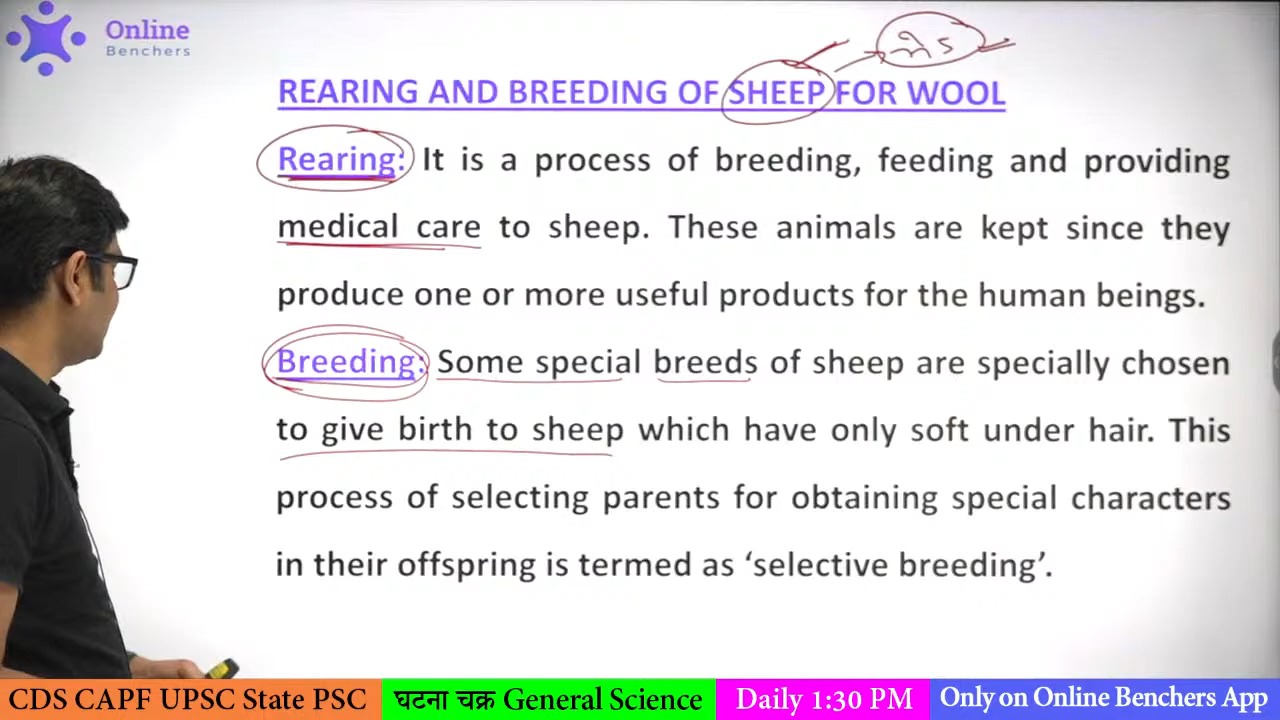 Online
Benchers
REARING AND BREEDING OF SHEEP FOR WOOL
Rearing: It is a process of breeding, feeding and providing
medical care to sheep. These animals are kept since they
produce one or more useful products for the human beings.
Breeding: Some special breeds of sheep are specially chosen
to give birth to sheep which have only soft under hair. This
process of selecting parents for obtaining special characters
in their offspring is termed as ‘selective breeding’.
CDS CAPF UPSC State PSC
घटना चक्र General Science
Daily 1:30 PM
Only on Online Benchers App